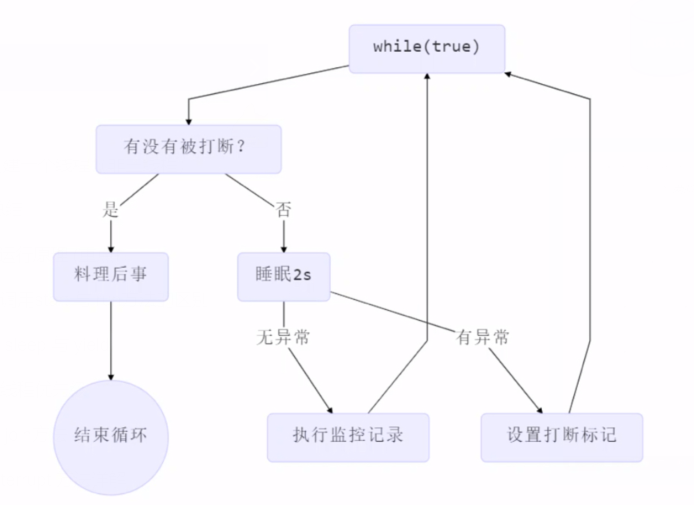 while(true)
有没有被打断？
是
否
料理后事
睡眠2s
无异常
有异常
结束循环
执行监控记录
设置打断标记